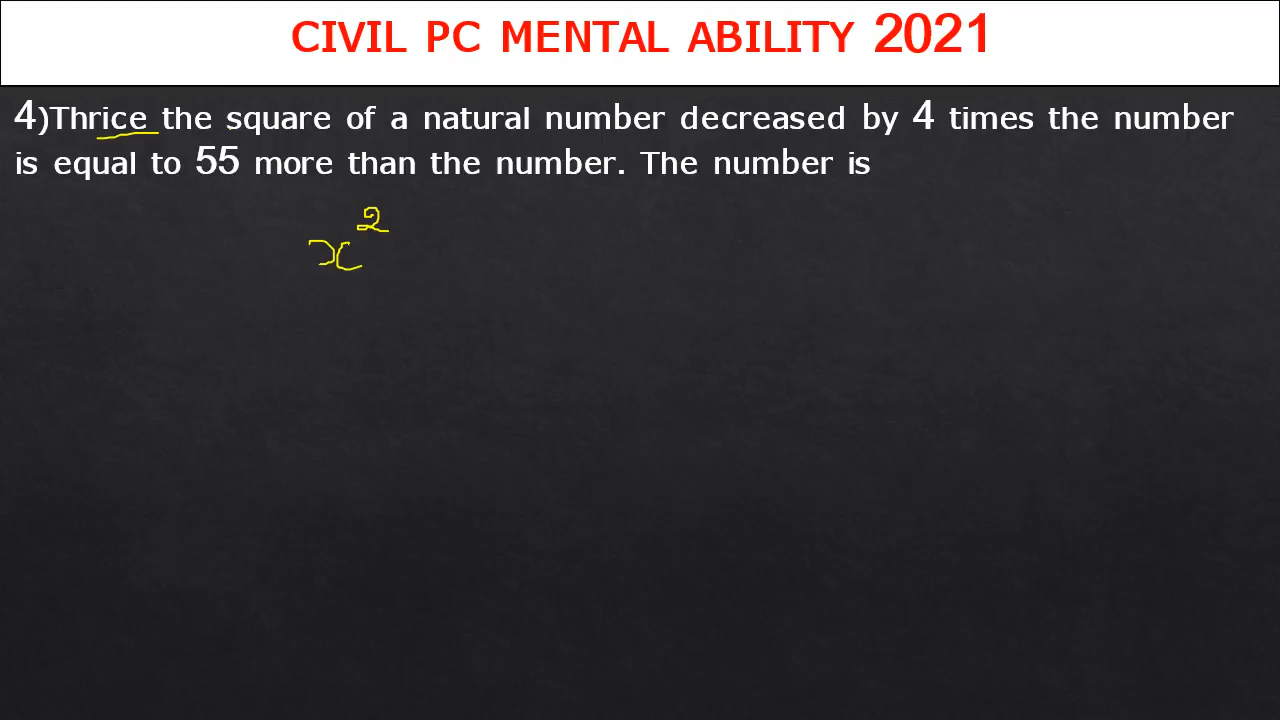 CIVIL PC MENTAL ABILITY 2021
4)Thrice the square of a natural number decreased by 4 times the number
is equal to 55 more than the number. The number is
x²